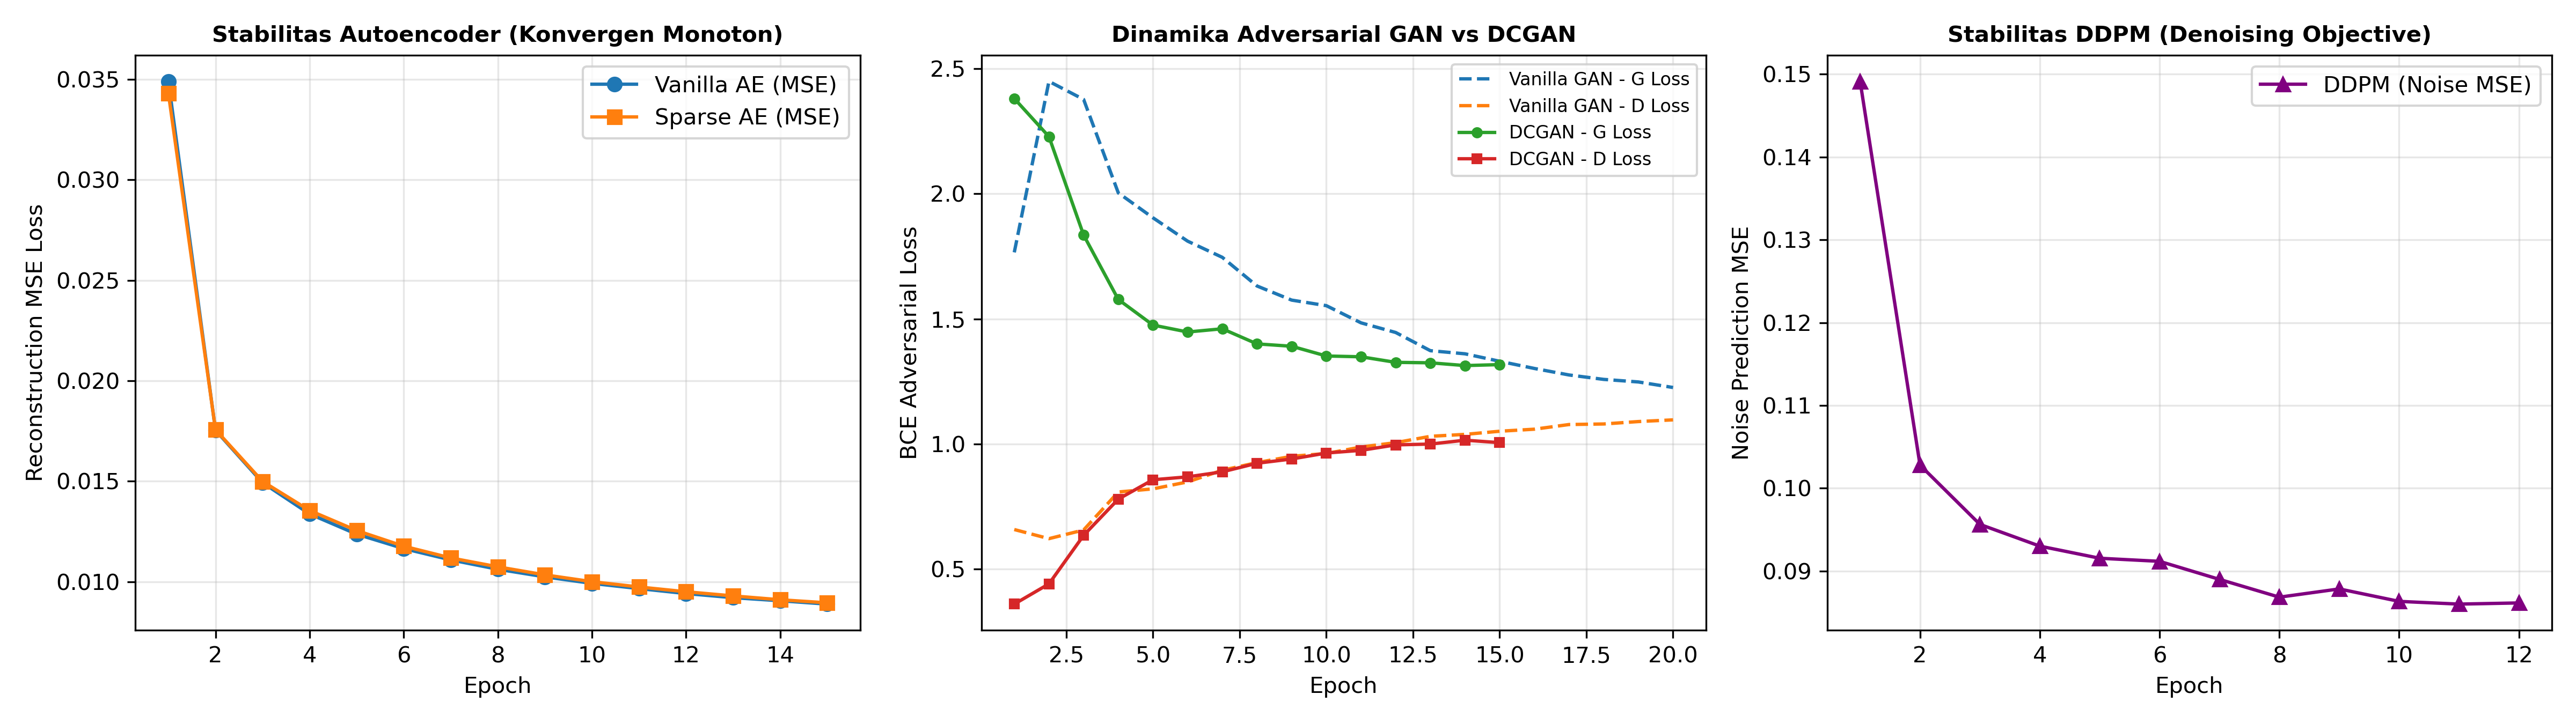 Stabilitas Autoencoder (Konvergen Monoton)
Reconstruction MSE Loss
0.035
0.030
0.025
0.020
0.015
0.010
Vanilla AE (MSE)
Sparse AE (MSE)
2 4 6 8 10 12 14
Epoch
Dinamika Adversarial GAN vs DCGAN
BCE Adversarial Loss
2.5
2.0
1.5
1.0
0.5
Vanilla GAN - G Loss
Vanilla GAN - D Loss
DCGAN - G Loss
DCGAN - D Loss
2.5 5.0 7.5 10.0 12.5 15.0 17.5 20.0
Epoch
Stabilitas DDPM (Denoising Objective)
Noise Prediction MSE
0.15
0.14
0.13
0.12
0.11
0.10
0.09
DDPM (Noise MSE)
2 4 6 8 10 12
Epoch